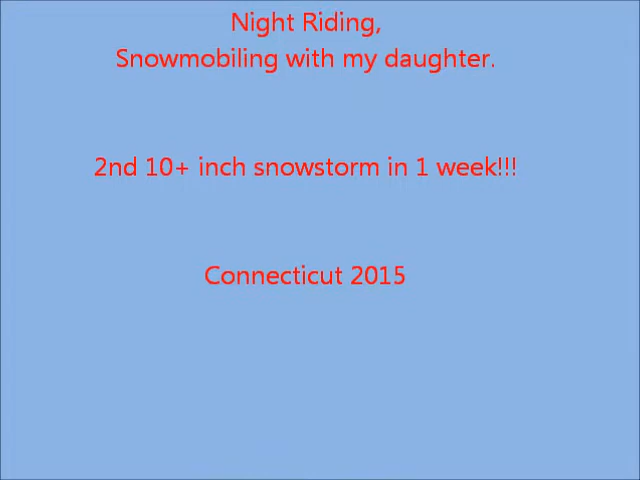 Night Riding,
Snowmobiling with my daughter.
2nd 10+ inch snowstorm in 1 week!!!
Connecticut 2015